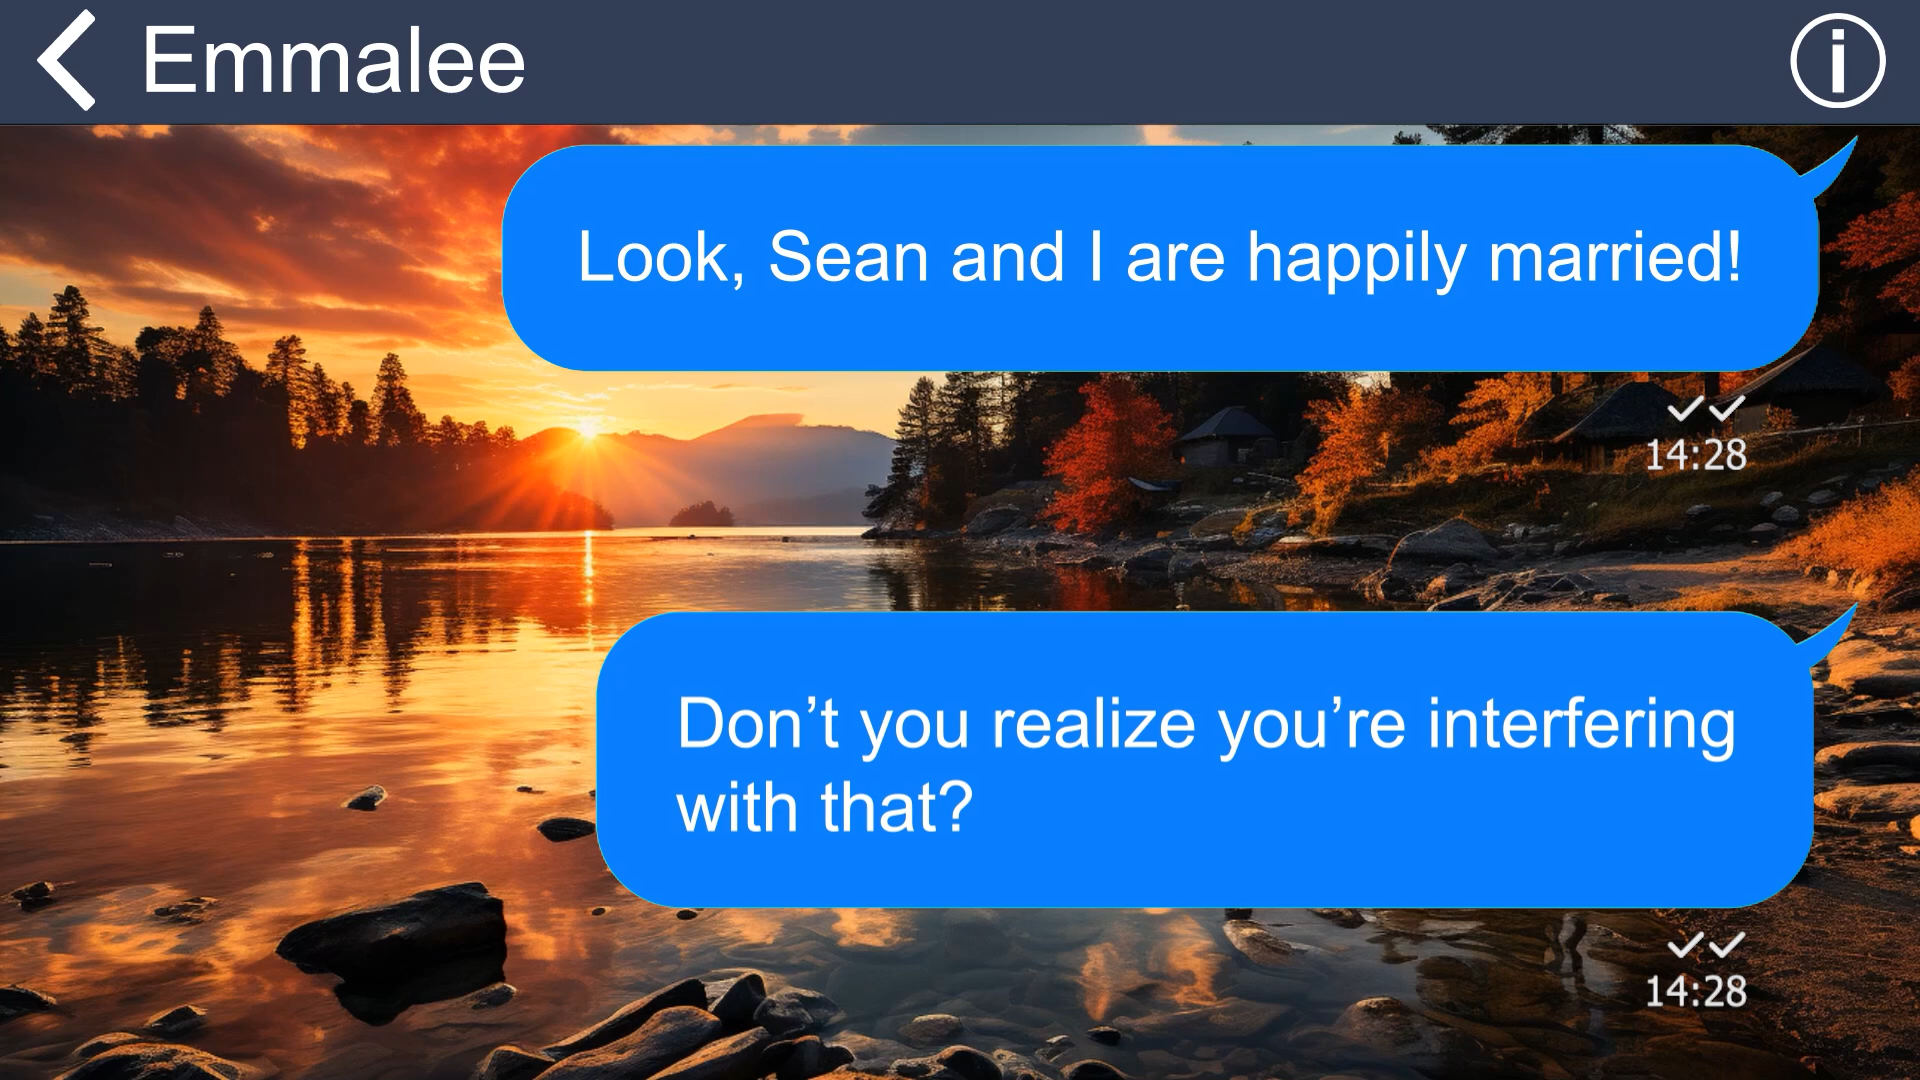 Emmalee
Look, Sean and I are happily married!
14:28
Don’t you realize you’re interfering
with that?
14:28